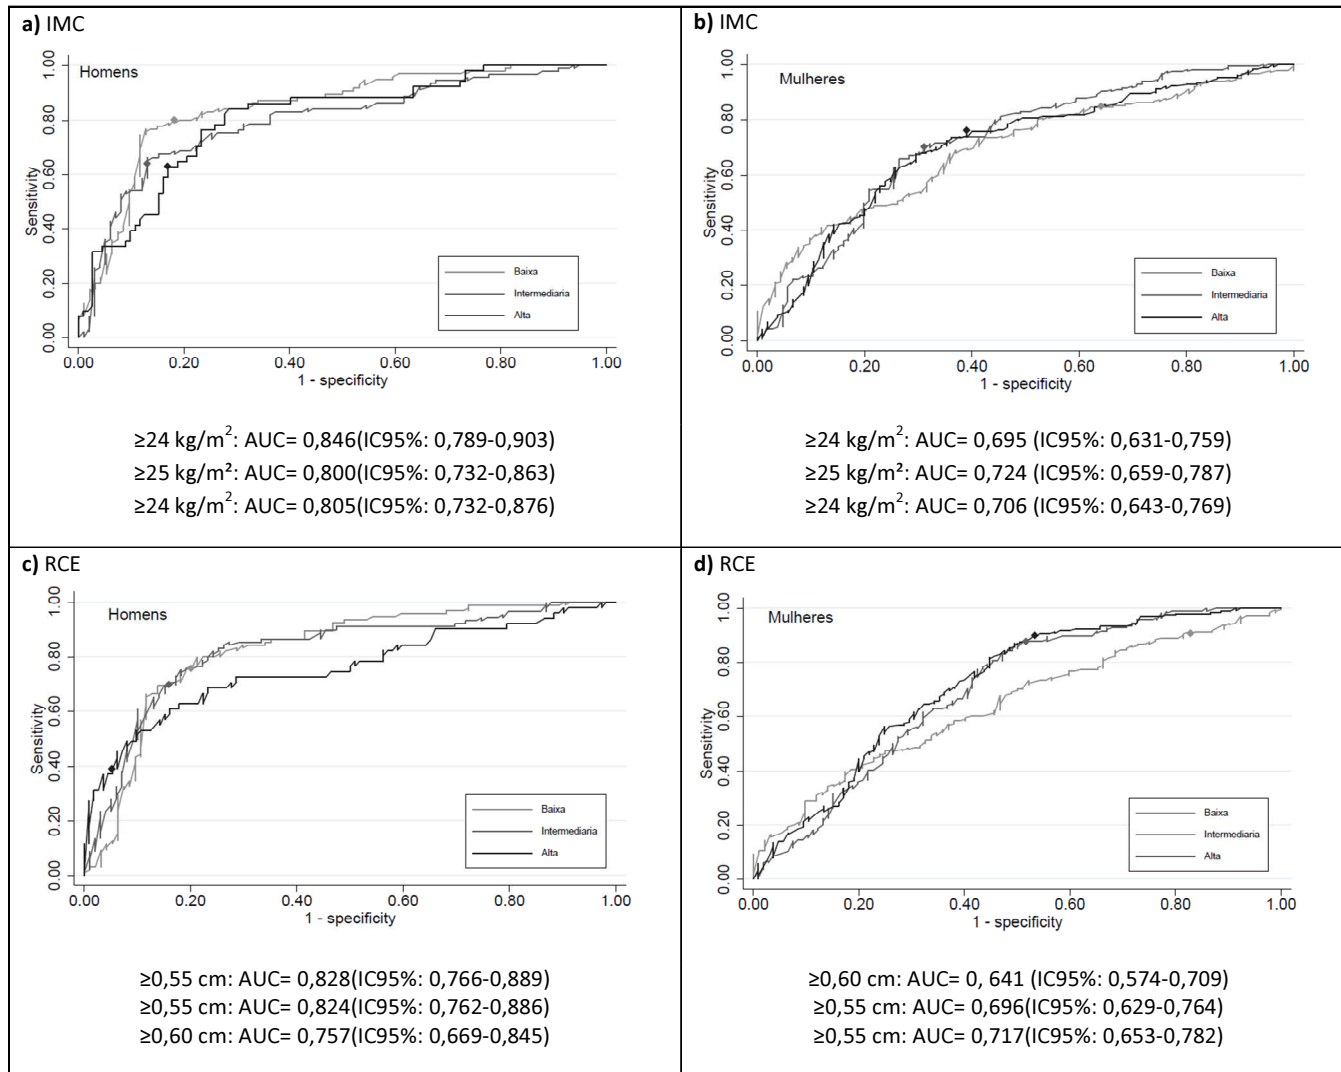 a) IMC
Homens
1.00
0.80
0.60
0.40
0.20
0.00
Sensitivity
Baixa
Intermediaria
Alta
0.00 0.20 0.40 0.60 0.80 1.00
1 - specificity
≥24 kg/m²: AUC= 0,846(IC95%: 0,789-0,903)
≥25 kg/m²: AUC= 0,800(IC95%: 0,732-0,863)
≥24 kg/m²: AUC= 0,805(IC95%: 0,732-0,876)
b) IMC
Mulheres
1.00
0.80
0.60
0.40
0.20
0.00
Sensitivity
Baixa
Intermediaria
Alta
0.00 0.20 0.40 0.60 0.80 1.00
1 - specificity
≥24 kg/m²: AUC= 0,695 (IC95%: 0,631-0,759)
≥25 kg/m²: AUC= 0,724 (IC95%: 0,659-0,787)
≥24 kg/m²: AUC= 0,706 (IC95%: 0,643-0,769)
c) RCE
Homens
1.00
0.80
0.60
0.40
0.20
0.00
Sensitivity
Baixa
Intermediaria
Alta
0.00 0.20 0.40 0.60 0.80 1.00
1 - specificity
≥0,55 cm: AUC= 0,828(IC95%: 0,766-0,889)
≥0,55 cm: AUC= 0,824(IC95%: 0,762-0,886)
≥0,60 cm: AUC= 0,757(IC95%: 0,669-0,845)
d) RCE
Mulheres
1.00
0.80
0.60
0.40
0.20
0.00
Sensitivity
Baixa
Intermediaria
Alta
0.00 0.20 0.40 0.60 0.80 1.00
1 - specificity
≥0,60 cm: AUC= 0, 641 (IC95%: 0,574-0,709)
≥0,55 cm: AUC= 0,696(IC95%: 0,629-0,764)
≥0,55 cm: AUC= 0,717(IC95%: 0,653-0,782)